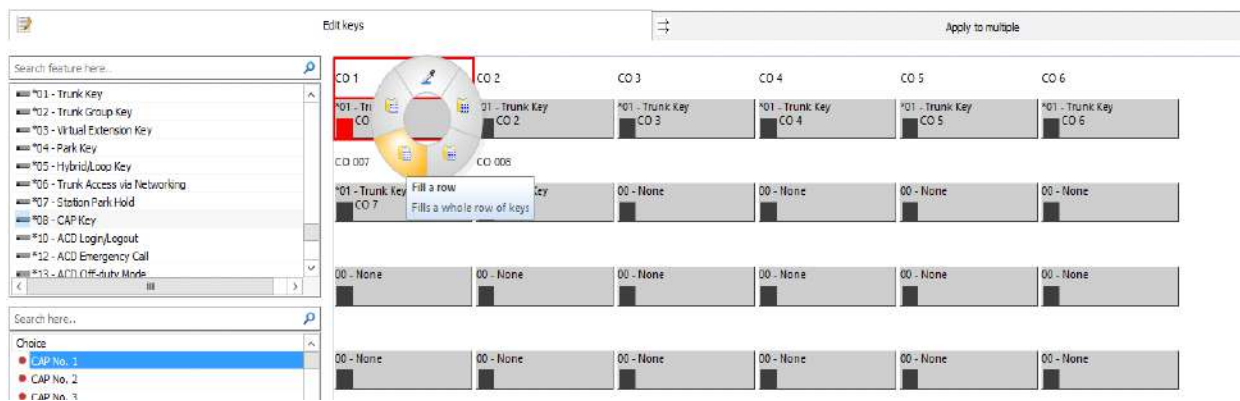 Edit keys
Apply to multiple
Search feature here..
*01 - Trunk Key
*02 - Trunk Group Key
*03 - Virtual Extension Key
*04 - Park Key
*05 - Hybrid/Loop Key
*06 - Trunk Access via Networking
*07 - Station Park Hold
*08 - CAP Key
*10 - ACD Login/Logout
*12 - ACD Emergency Call
*13 - ACD Off-duty Mode
Search here..
Choice
CAP No. 1
CAP No. 2
CAP No. 3
CO 1 CO 2 CO 3 CO 4 CO 5 CO 6
*01 - Trunk Key *01 - Trunk Key *01 - Trunk Key *01 - Trunk Key *01 - Trunk Key
CO CO 2 CO 3 CO 4 CO 5 CO 6
CO 007 CO 008
*01 - Trunk Key Key 00 - None 00 - None 00 - None 00 - None
CO 7
Fill a row
Fills a whole row of keys
00 - None 00 - None 00 - None 00 - None 00 - None 00 - None
00 - None 00 - None 00 - None 00 - None 00 - None 00 - None